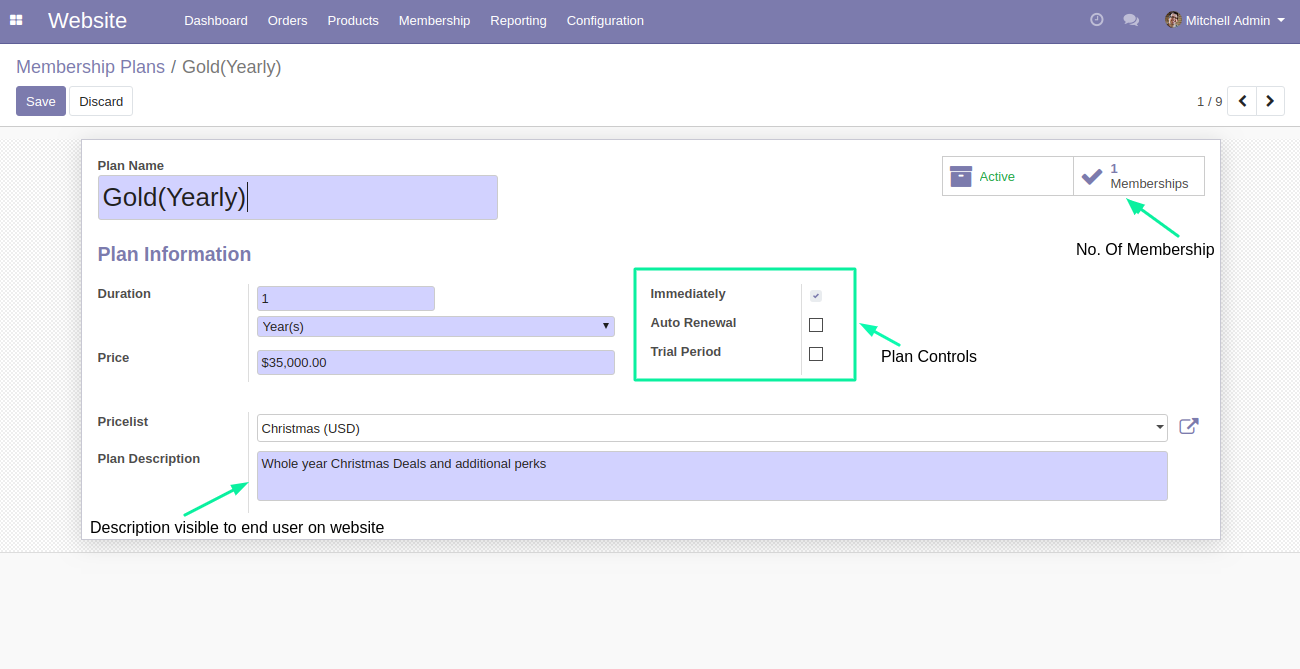 Website Dashboard Orders Products Membership Reporting Configuration Mitchell Admin
Membership Plans / Gold(Yearly)
Save Discard 1 / 9
Plan Name
Gold(Yearly)
Active
1
Memberships
No. Of Membership
Plan Information
Duration 1
Year(s)
Price $35,000.00
Immediately
Auto Renewal
Trial Period
Plan Controls
Pricelist Christmas (USD)
Plan Description Whole year Christmas Deals and additional perks
Description visible to end user on website